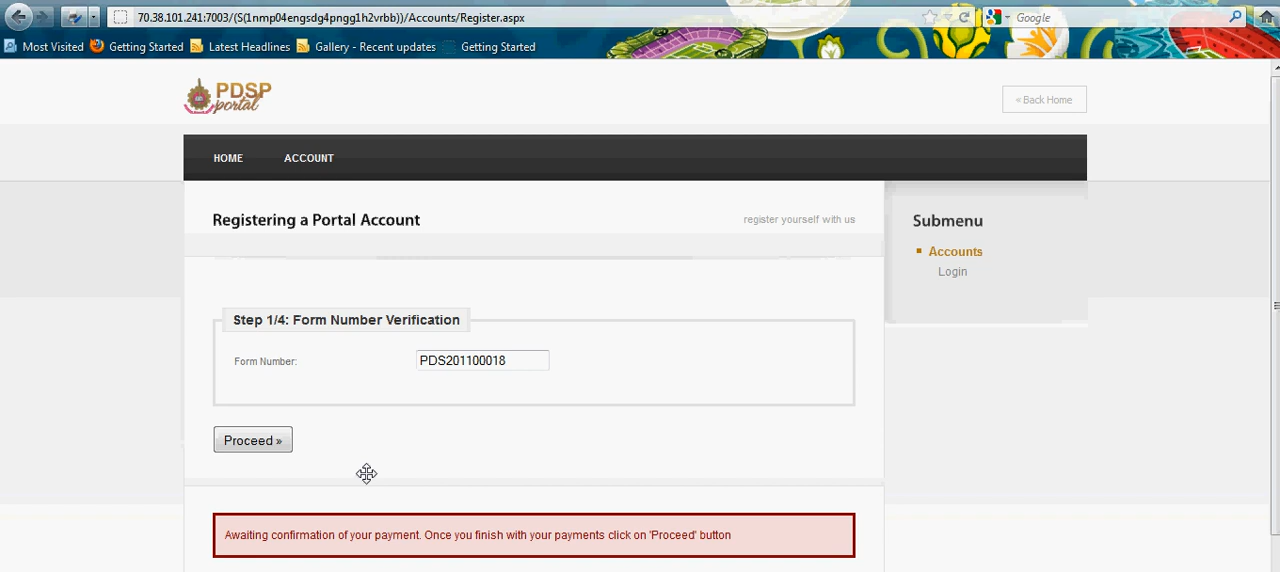 70.38.101.241:7003/(S(1nmp04engsdg4pngg1h2vrbb))/Accounts/Register.aspx
Google
Most Visited Getting Started Latest Headlines Gallery - Recent updates Getting Started
PDSP
portal
« Back Home
HOME ACCOUNT
Registering a Portal Account
register yourself with us
Submenu
Accounts
Login
Step 1/4: Form Number Verification
Form Number: PDS201100018
Proceed »
Awaiting confirmation of your payment. Once you finish with your payments click on 'Proceed' button